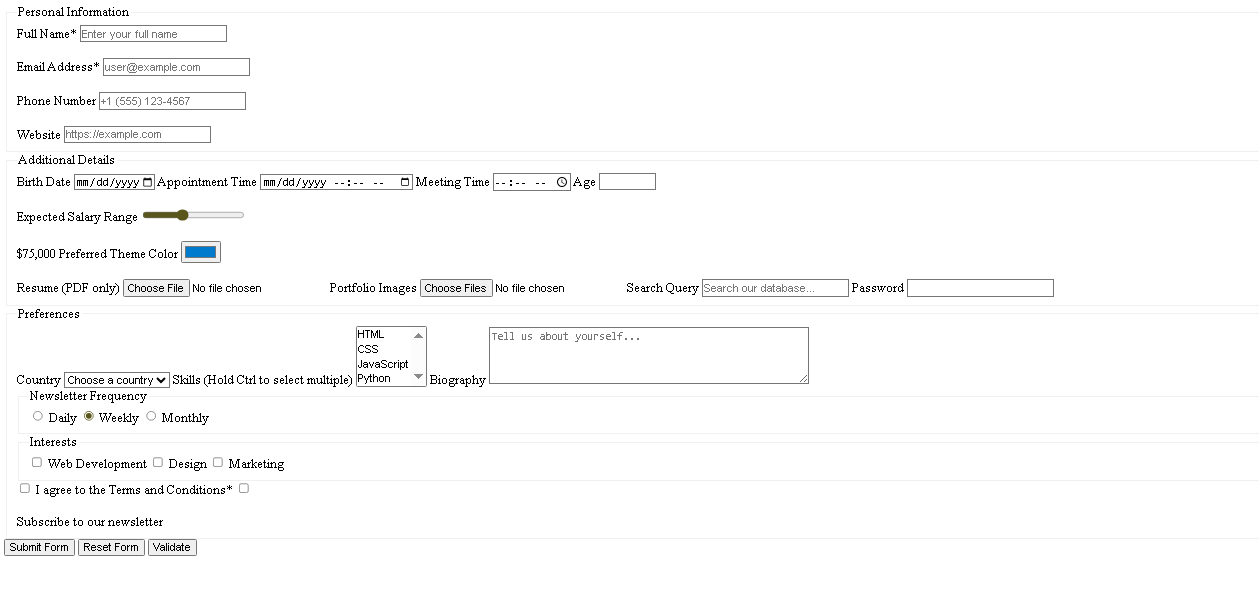 Personal Information
Full Name* Enter your full name
Email Address* user@example.com
Phone Number +1 (555) 123-4567
Website https://example.com
Additional Details
Birth Date mm/dd/yyyy Appointment Time mm/dd/yyyy --:-- -- Meeting Time --:-- -- Age
Expected Salary Range
$75,000 Preferred Theme Color
Resume (PDF only) Choose File No file chosen Portfolio Images Choose Files No file chosen Search Query Search our database... Password
Preferences
HTML
CSS
JavaScript
Python
Tell us about yourself...
Country Choose a country Skills (Hold Ctrl to select multiple) Biography
Newsletter Frequency
Daily Weekly Monthly
Interests
Web Development Design Marketing
I agree to the Terms and Conditions*
Subscribe to our newsletter
Submit Form Reset Form Validate